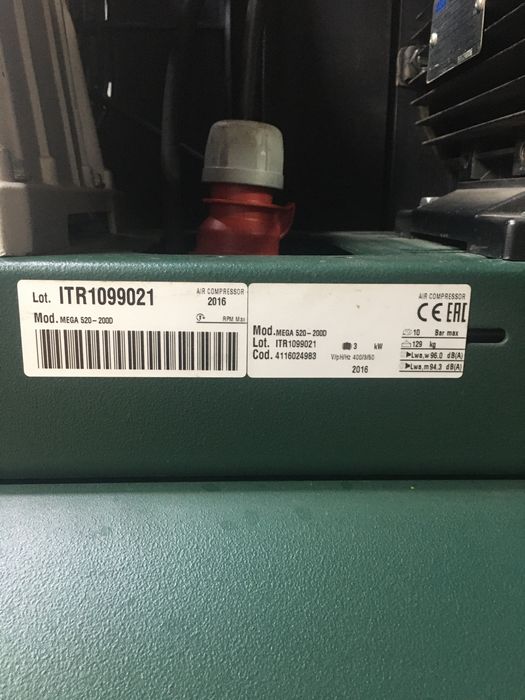 Lot. ITR1099021
AIR COMPRESSOR
2016
Mod. MEGA 520-200D
RPM Max
AIR COMPRESSOR
CE EAC
Mod. MEGA 520-200D
Lot. ITR1099021
Cod. 4116024983
3 kW
V/pH/Hz 400/3/50
2016
10 Bar max
129 kg
Lwa,w 96.0 dB(A)
Lwa,m 94.3 dB(A)